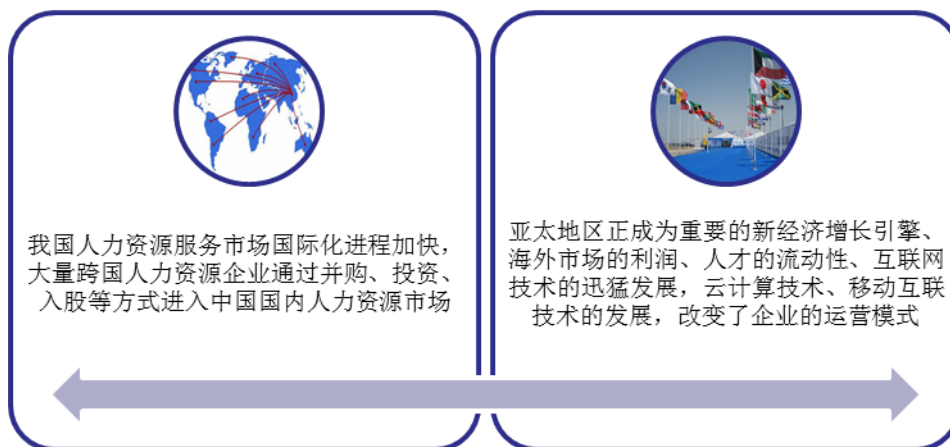 我国人力资源服务市场国际化进程加快，
大量跨国人力资源企业通过并购、投资、
入股等方式进入中国国内人力资源市场
亚太地区正成为重要的新经济增长引擎、
海外市场的利润、人才的流动性、互联网
技术的迅猛发展，云计算技术、移动互联
技术的发展，改变了企业的运营模式